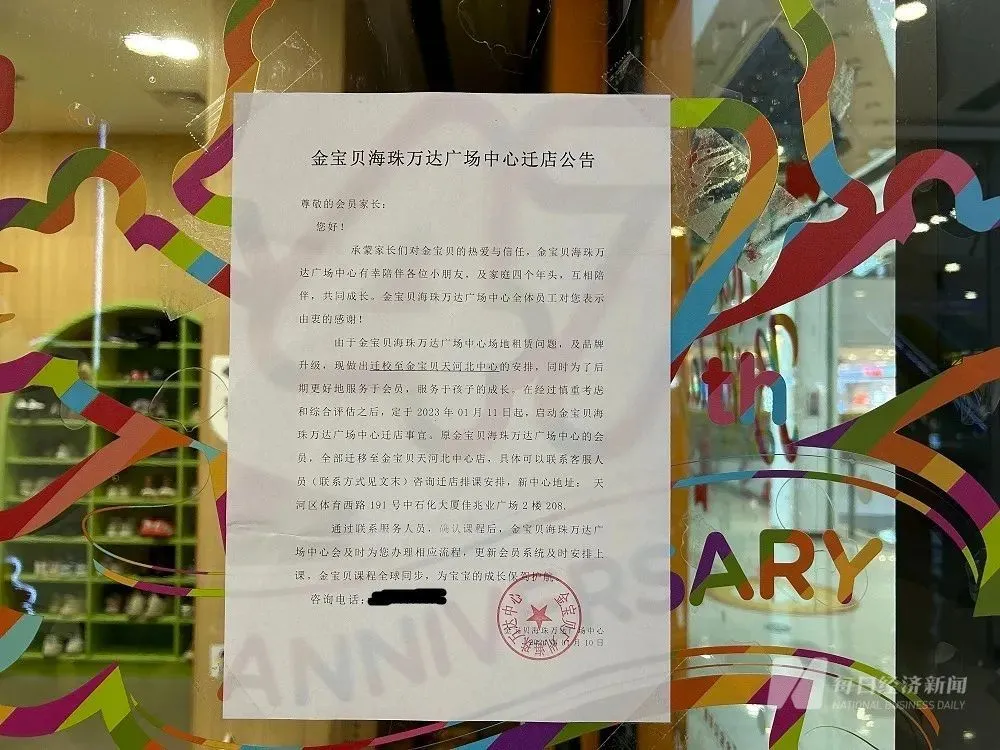 金宝贝海珠万达广场中心迁店公告
尊敬的会员家长：
您好！
承蒙家长们对金宝贝的热爱与信任，金宝贝海珠万
达广场中心有幸陪伴各位小朋友，及家庭四个年头，互相陪
伴，共同成长。金宝贝海珠万达广场中心全体员工对您表示
由衷的感谢！
由于金宝贝海珠万达广场中心场地租赁问题，及品牌
升级，现做出迁校至金宝贝天河北中心的安排，同时为了后
期更好地服务于会员，服务于孩子的成长。在经过慎重考虑
和综合评估之后，定于2023年01月11日起，启动金宝贝海
珠万达广场中心迁店事宜。原金宝贝海珠万达广场中心的会
员，全部迁移至金宝贝天河北中心店，具体可以联系客服人
员（联系方式见文末）咨询迁店排课安排，新中心地址： 天
河区体育西路191号中石化大厦佳兆业广场2楼208.
通过联系服务人员，确认课程后，金宝贝海珠万达广
场中心会及时为您办理相应流程，更新会员系统及时安排上
课，金宝贝课程全球同步，为宝宝的成长保驾护航
咨询电话：
金宝贝海珠万达广场中心
月10日
th
ANNIVERSARY
每日经济新闻
NATIONAL BUSINESS DAILY